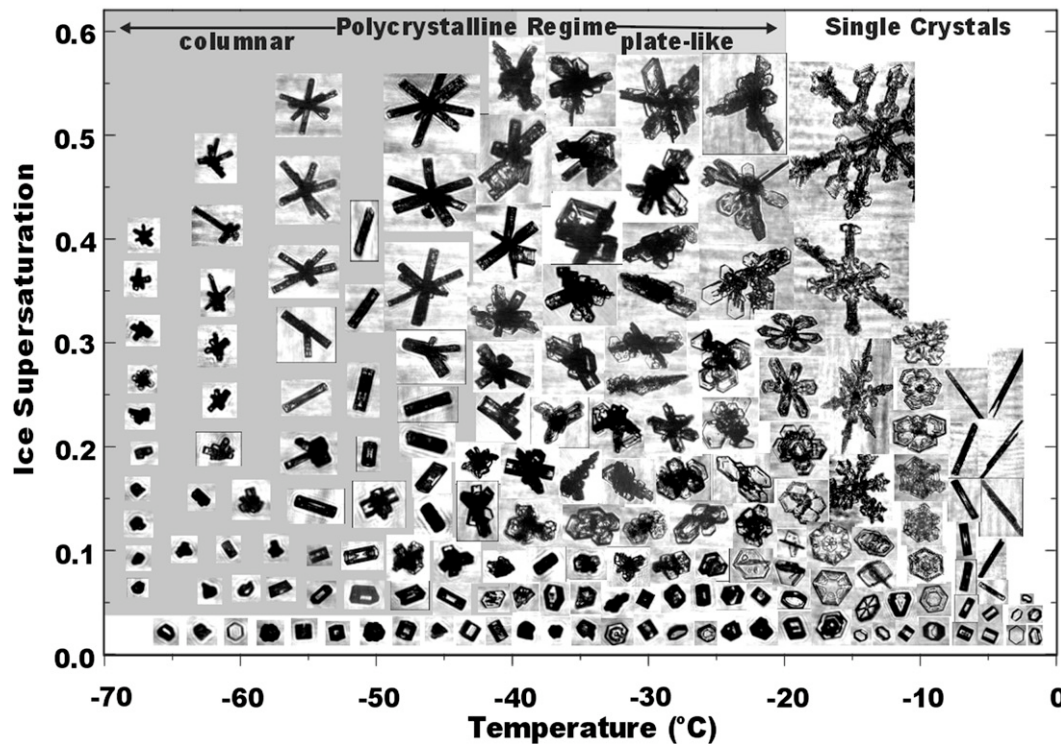 Polycrystalline Regime
Single Crystals
columnar
plate-like
Ice Supersaturation
0.6
0.5
0.4
0.3
0.2
0.1
0.0
-70
-60
-50
-40
-30
-20
-10
0
Temperature (°C)